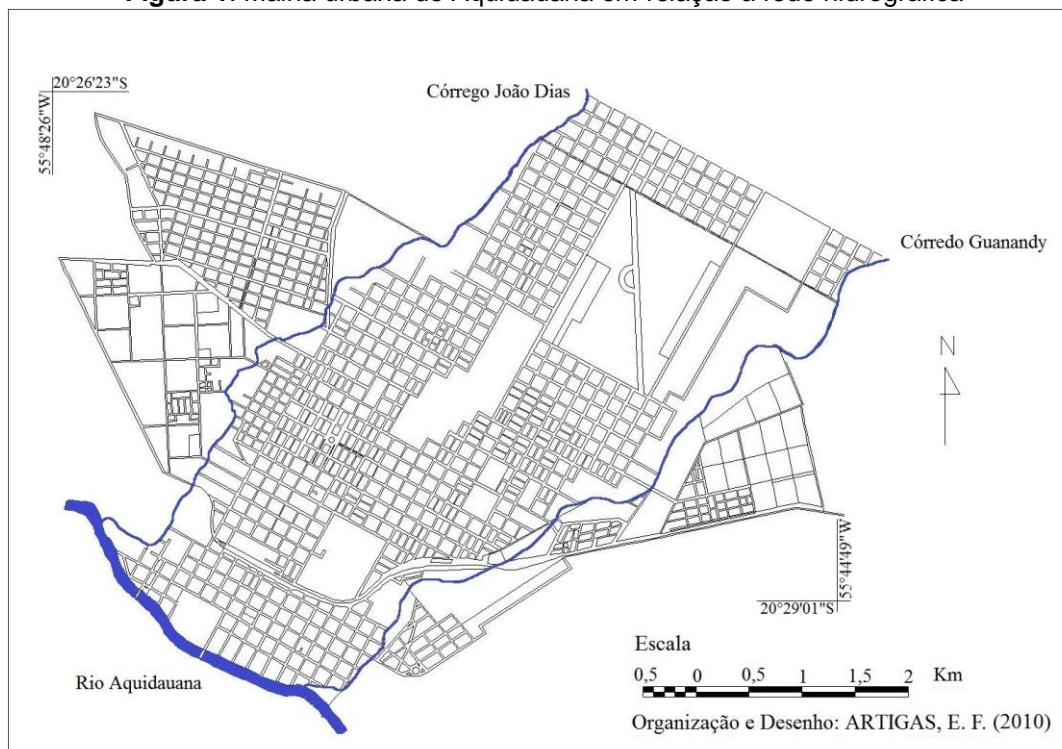 Figura 1: Malha urbana de Aquidauana em relação à rede hidrográfica
20°26'23"S
55°48'26"W
Córrego João Dias
Córredo Guanandy
N
55°44'49"W
20°29'01"S
Rio Aquidauana
Escala
0,5 0 0,5 1 1,5 2 Km
Organização e Desenho: ARTIGAS, E. F. (2010)